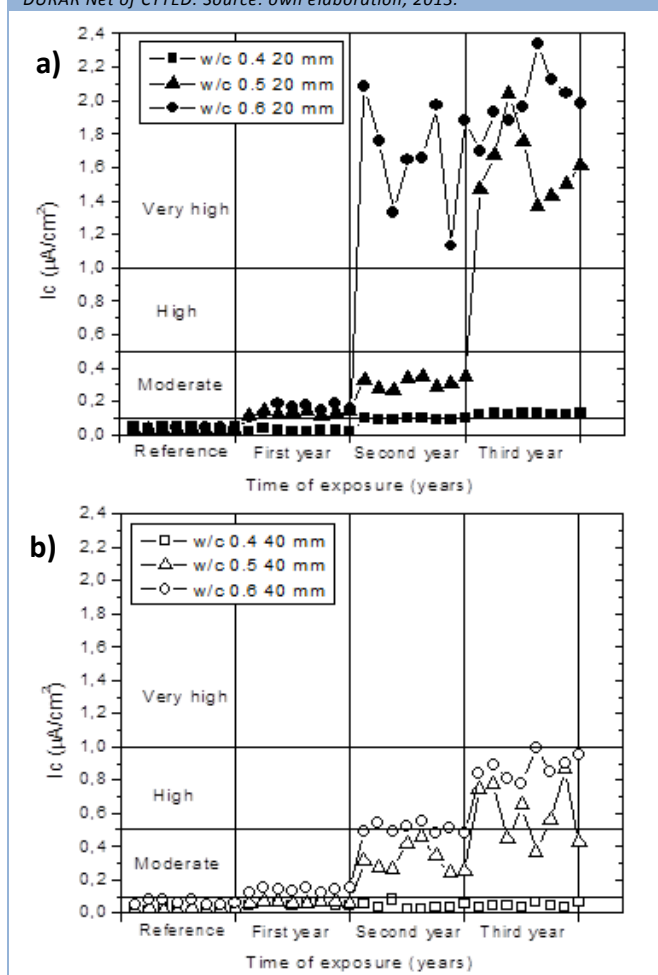 DURAR Net of CYTED. Source: own elaboration, 2015.
a)
2,4
2,2
2,0
1,8
1,6
1,4
1,2
1,0
0,8
0,6
0,4
0,2
0,0
Ic (µA/cm²)
w/c 0.4 20 mm
w/c 0.5 20 mm
w/c 0.6 20 mm
Very high
High
Moderate
Reference First year Second year Third year
Time of exposure (years)
b)
2,4
2,2
2,0
1,8
1,6
1,4
1,2
1,0
0,8
0,6
0,4
0,2
0,0
Ic (µA/cm²)
w/c 0.4 40 mm
w/c 0.5 40 mm
w/c 0.6 40 mm
Very high
High
Moderate
Reference First year Second year Third year
Time of exposure (years)